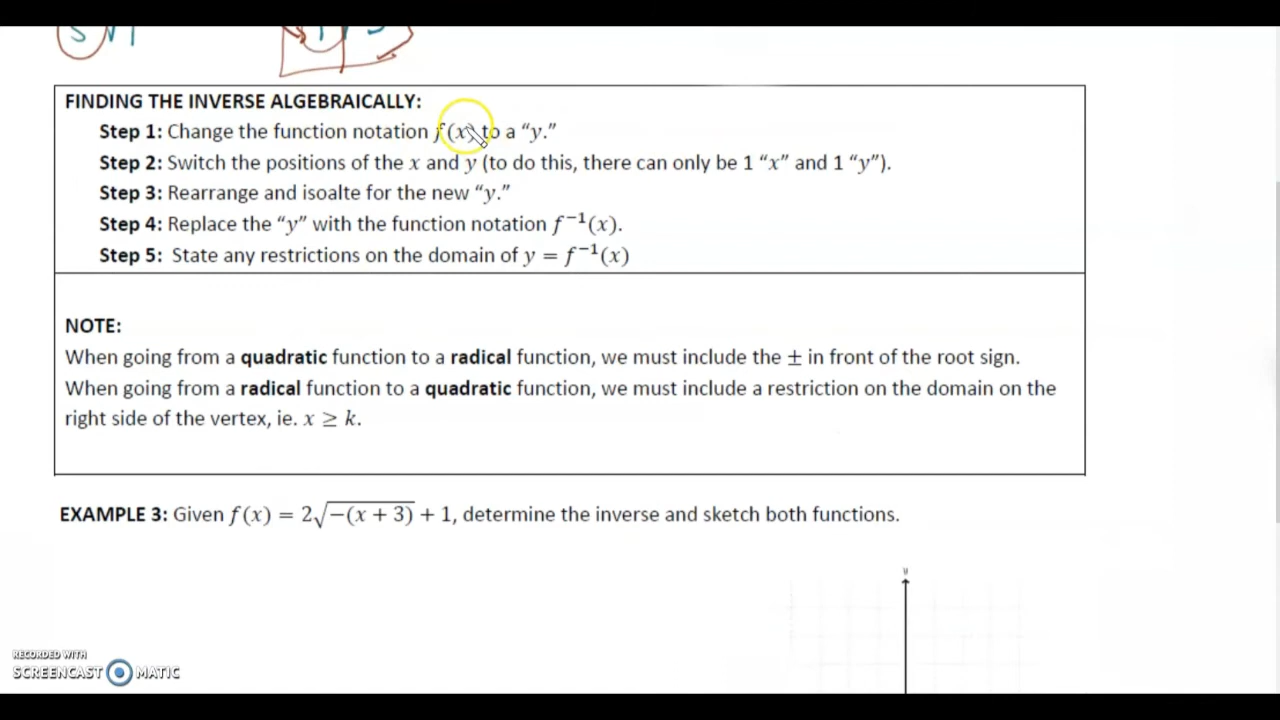 5
FINDING THE INVERSE ALGEBRAICALLY:
Step 1: Change the function notation f(x) to a “y.”
Step 2: Switch the positions of the x and y (to do this, there can only be 1 “x” and 1 “y”).
Step 3: Rearrange and isoalte for the new “y.”
Step 4: Replace the “y” with the function notation f⁻¹(x).
Step 5: State any restrictions on the domain of y = f⁻¹(x)
NOTE:
When going from a quadratic function to a radical function, we must include the ± in front of the root sign.
When going from a radical function to a quadratic function, we must include a restriction on the domain on the
right side of the vertex, ie. x ≥ k.
EXAMPLE 3: Given f(x) = 2√(-(x + 3)) + 1, determine the inverse and sketch both functions.
y
RECORDED WITH
SCREENCAST MATIC